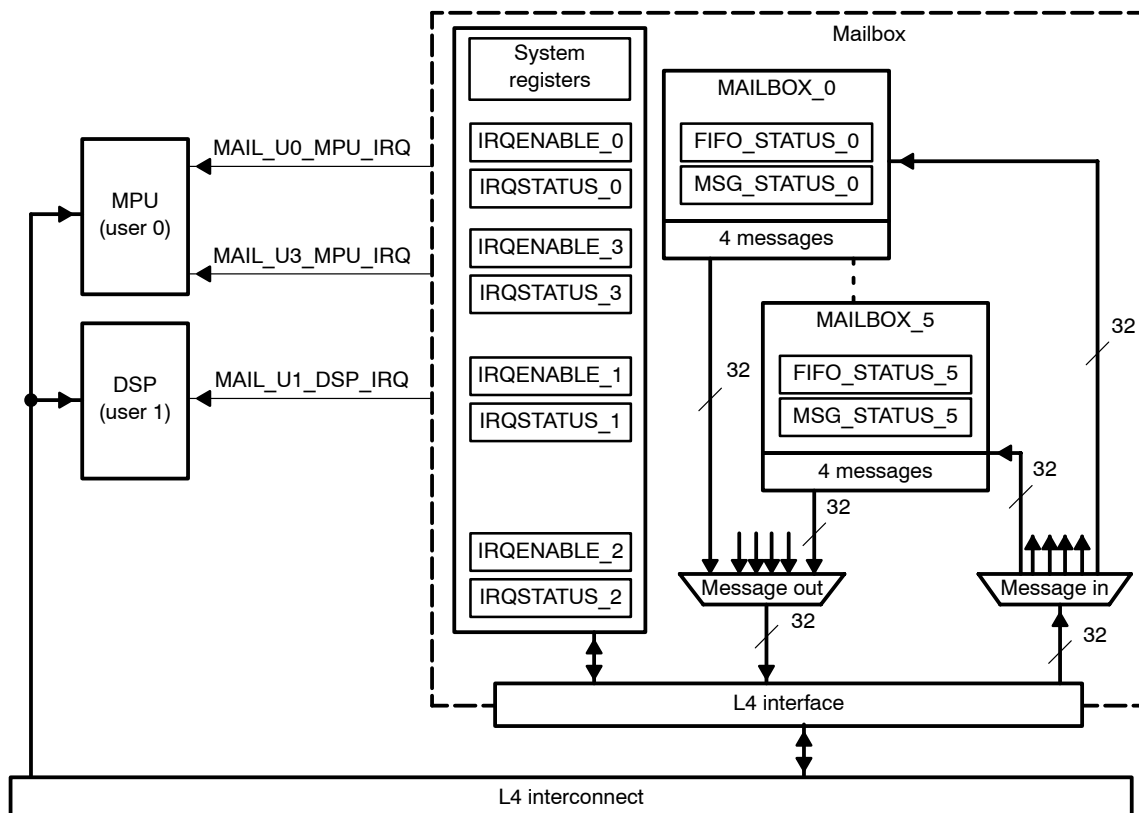 Mailbox
System
registers
MAILBOX_0
IRQENABLE_0
FIFO_STATUS_0
MAIL_U0_MPU_IRQ
IRQSTATUS_0
MSG_STATUS_0
MPU
(user 0)
IRQENABLE_3
4 messages
MAIL_U3_MPU_IRQ
IRQSTATUS_3
MAILBOX_5
32
32
DSP
(user 1)
MAIL_U1_DSP_IRQ
IRQENABLE_1
FIFO_STATUS_5
IRQSTATUS_1
MSG_STATUS_5
4 messages
32
32
IRQENABLE_2
IRQSTATUS_2
Message out
Message in
32
32
L4 interface
L4 interconnect